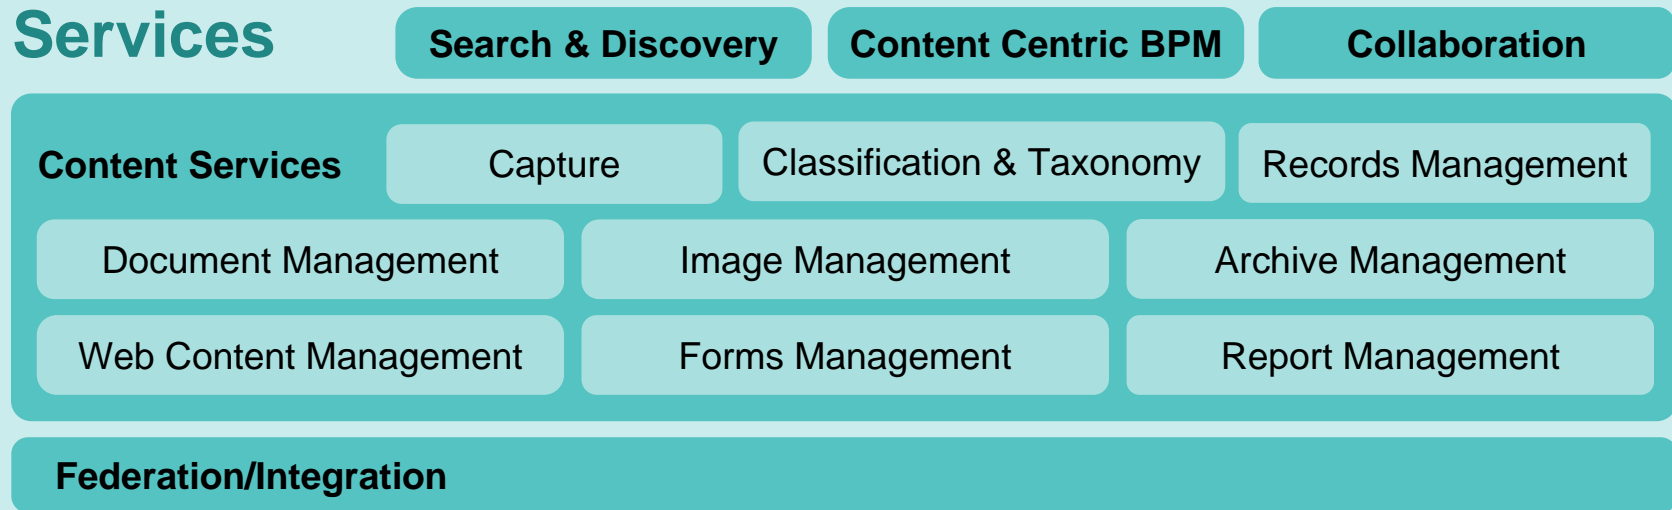 Services
Search & Discovery
Content Centric BPM
Collaboration
Content Services
Capture
Classification & Taxonomy
Records Management
Document Management
Image Management
Archive Management
Web Content Management
Forms Management
Report Management
Federation/Integration